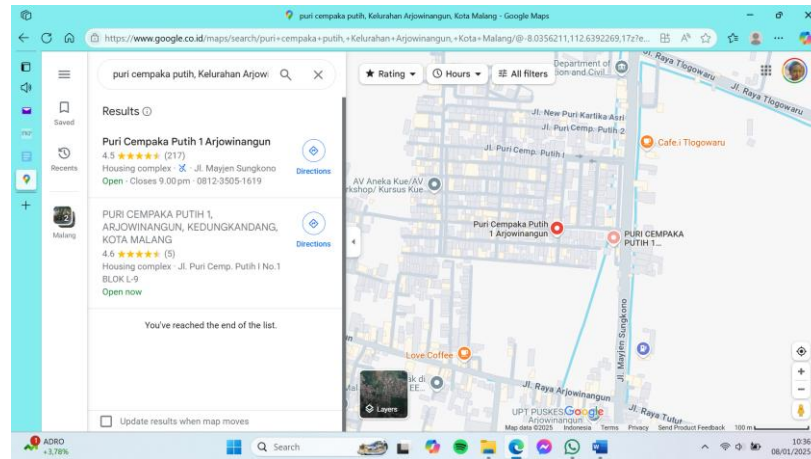 puri cempaka putih, Kelurahan Arjowinangun, Kota Malang - Google Maps
https://www.google.co.id/maps/search/puri+cempaka+putih,+Kelurahan+Arjowinangun,+Kota+Malang/@-8.0356211,112.6392269,17z?e...
puri cempaka putih, Kelurahan Arjowi
Rating
Hours
All filters
Saved
Recents
2
Malang
Results
Puri Cempaka Putih 1 Arjowinangun
4.5 (217)
Housing complex · Jl. Mayjen Sungkono
Open · Closes 9.00 pm · 0812-3505-1619
Directions
PURI CEMPAKA PUTIH 1,
ARJOWINANGUN, KEDUNGKANDANG,
KOTA MALANG
4.6 (5)
Housing complex · Jl. Puri Cemp. Putih I No.1
BLOK L-9
Open now
Directions
You've reached the end of the list.
Update results when map moves
Department of
ion and Civil
Jl. Raya Tlogowaru
Jl. Raya Tlogowaru
Jl. New Puri Kartika Asri
Jl. Puri Cemp. Putih 2
Jl. Puri Cemp. Putih I
Cafe.i Tlogowaru
AV Aneka Kue/AV
rkshop/ Kursus Kue
Puri Cempaka Putih
1 Arjowinangun
PURI CEMPAKA
PUTIH 1...
Jl. Mayjen Sungkono
Love Coffee
ak di
EE...
Layers
Jl. Raya Arjowinangun
UPT PUSKES
Arjowinangun
Google
Jl. Raya Tutut
Map data ©2025 Indonesia Terms Privacy Send Product Feedback 100 m
ADRO
+3,78%
Search
10:36
08/01/2025